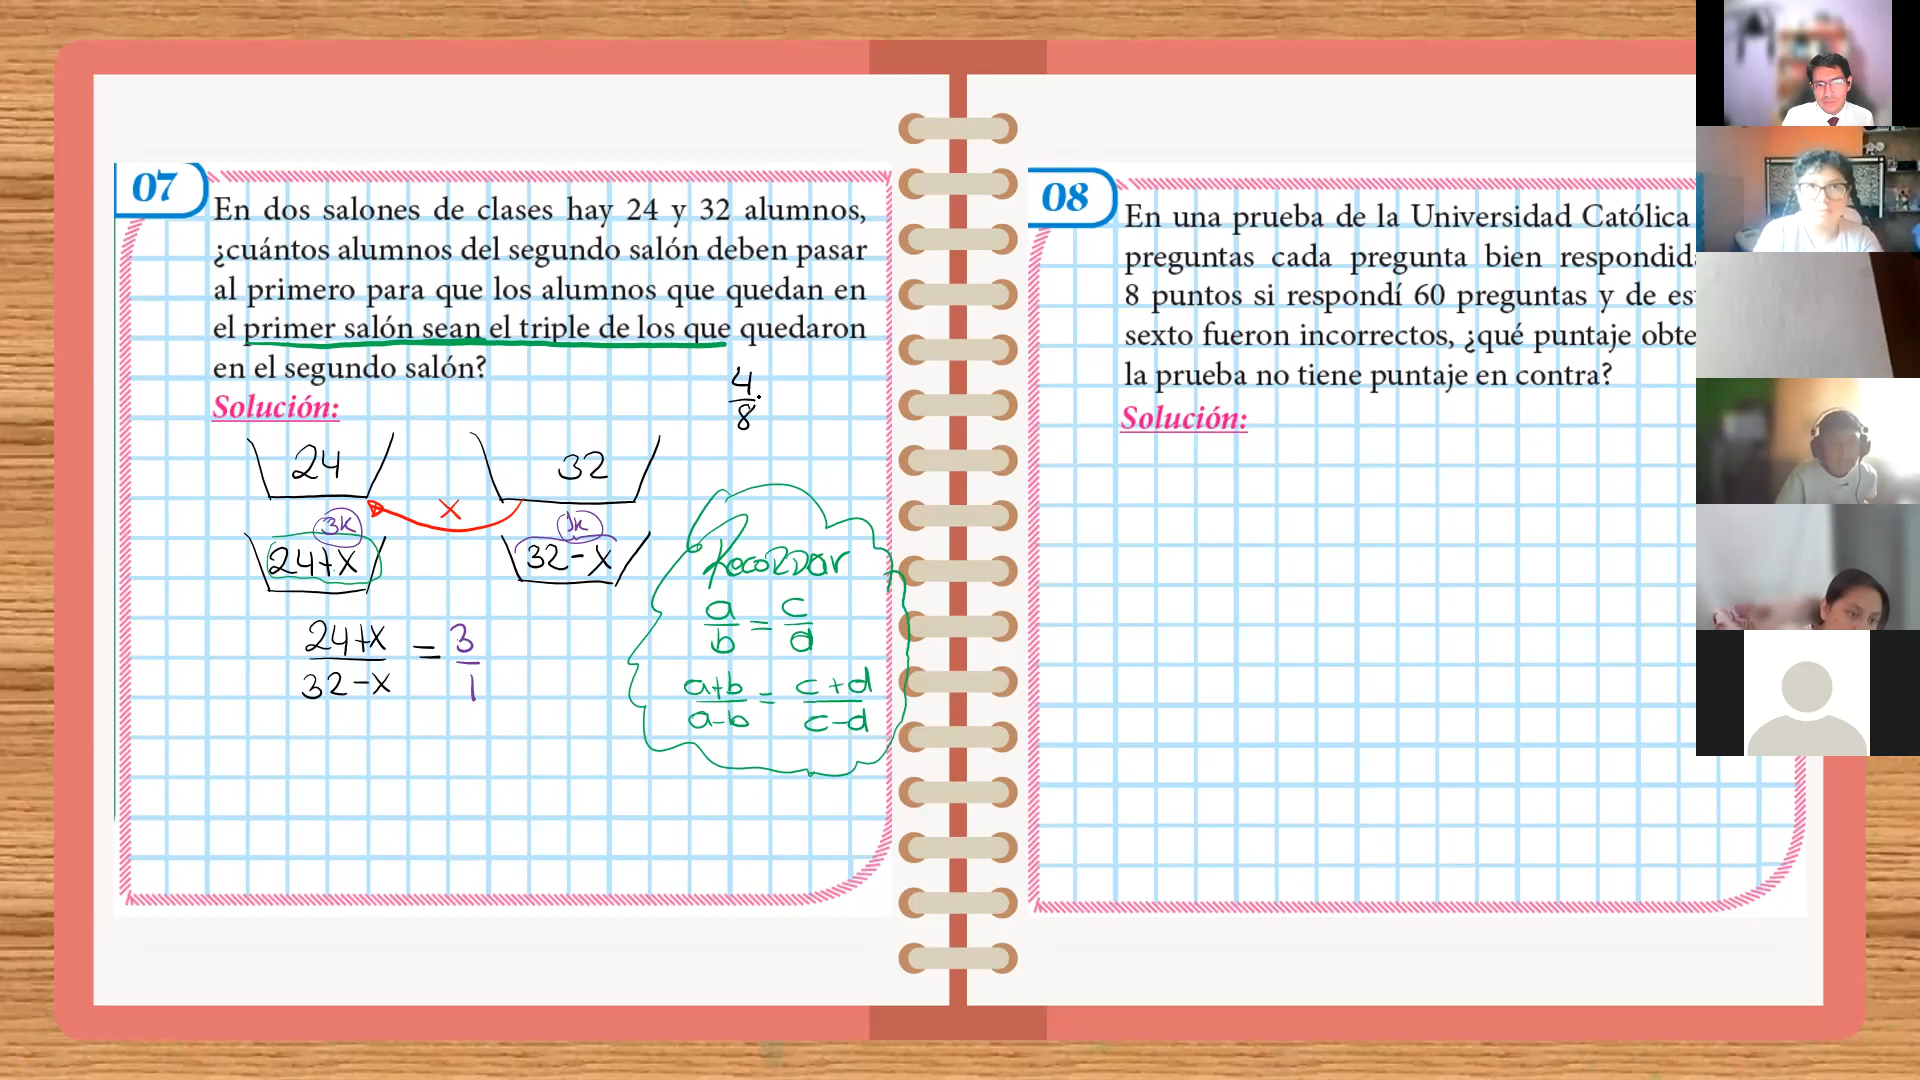 07
En dos salones de clases hay 24 y 32 alumnos,
¿cuántos alumnos del segundo salón deben pasar
al primero para que los alumnos que quedan en
el primer salón sean el triple de los que quedaron
en el segundo salón?
Solución:
4
8
24
32
x
3k
1k
24+x
32-x
24+x = 3
32-x 1
Recordar
a = c
b d
a+b = c+d
a-b c-d
08
En una prueba de la Universidad Católica
preguntas cada pregunta bien respondid
8 puntos si respondí 60 preguntas y de es
sexto fueron incorrectos, ¿qué puntaje obte
la prueba no tiene puntaje en contra?
Solución: